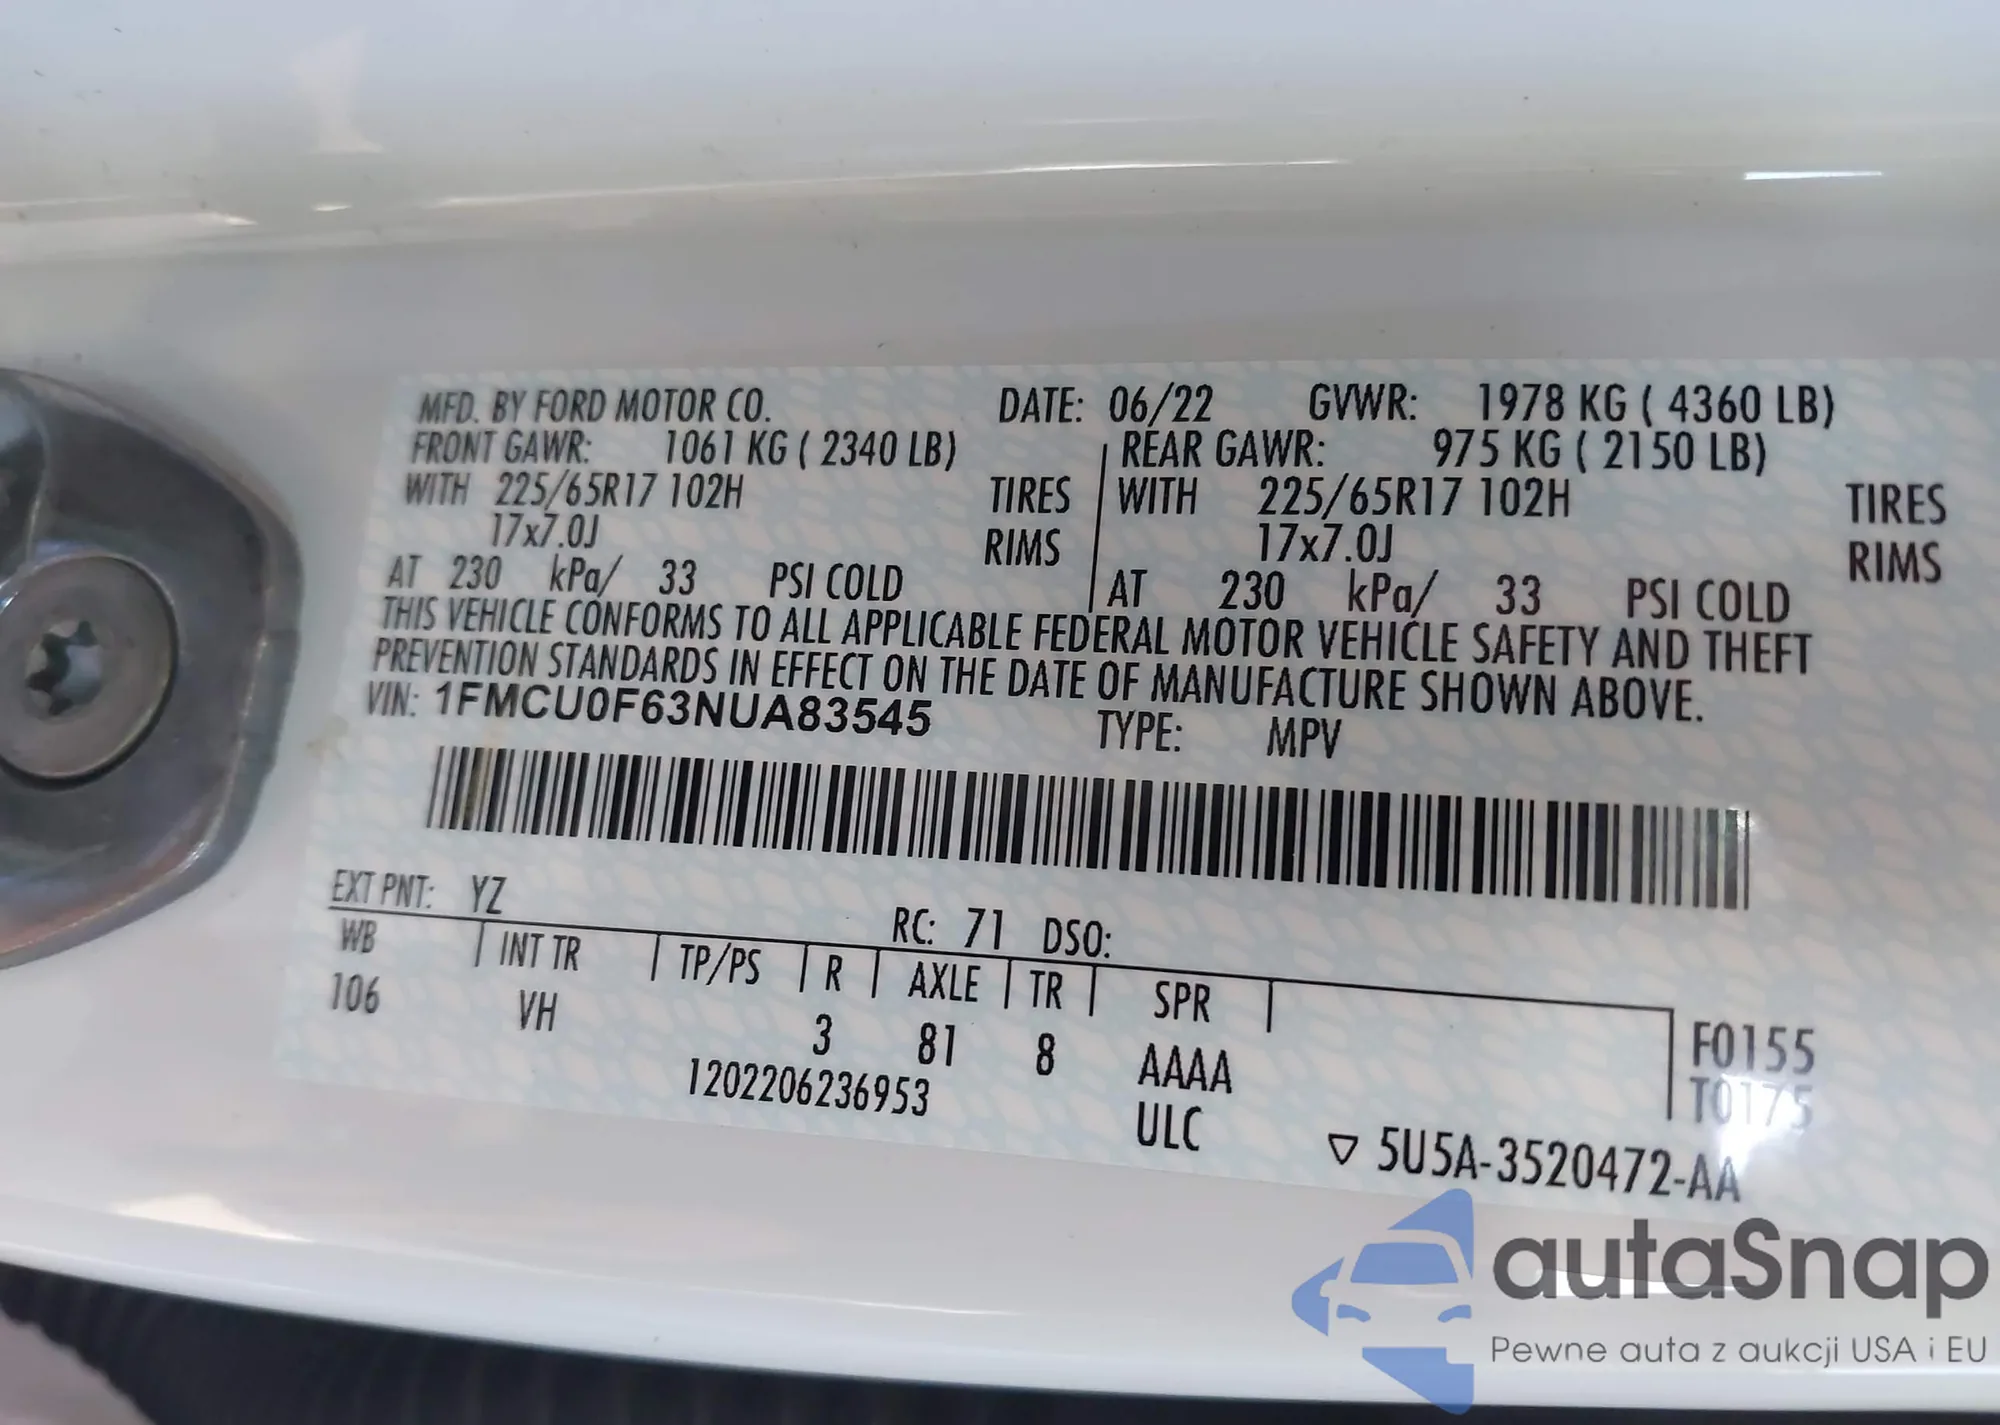 MFD. BY FORD MOTOR CO. DATE: 06/22 GVWR: 1978 KG ( 4360 LB)
FRONT GAWR: 1061 KG ( 2340 LB) REAR GAWR: 975 KG ( 2150 LB)
WITH 225/65R17 102H TIRES WITH 225/65R17 102H TIRES
17x7.0J RIMS 17x7.0J RIMS
AT 230 kPa/ 33 PSI COLD AT 230 kPa/ 33 PSI COLD
THIS VEHICLE CONFORMS TO ALL APPLICABLE FEDERAL MOTOR VEHICLE SAFETY AND THEFT
PREVENTION STANDARDS IN EFFECT ON THE DATE OF MANUFACTURE SHOWN ABOVE.
VIN: 1FMCU0F63NUA83545 TYPE: MPV
EXT PNT: YZ RC: 71 DSO:
WB INT TR TP/PS R AXLE TR SPR F0155
106 VH 3 81 8 AAAA T0175
1202206236953 ULC
▽ 5U5A-3520472-AA
autaSnap
Pewne auta z aukcji USA i EU